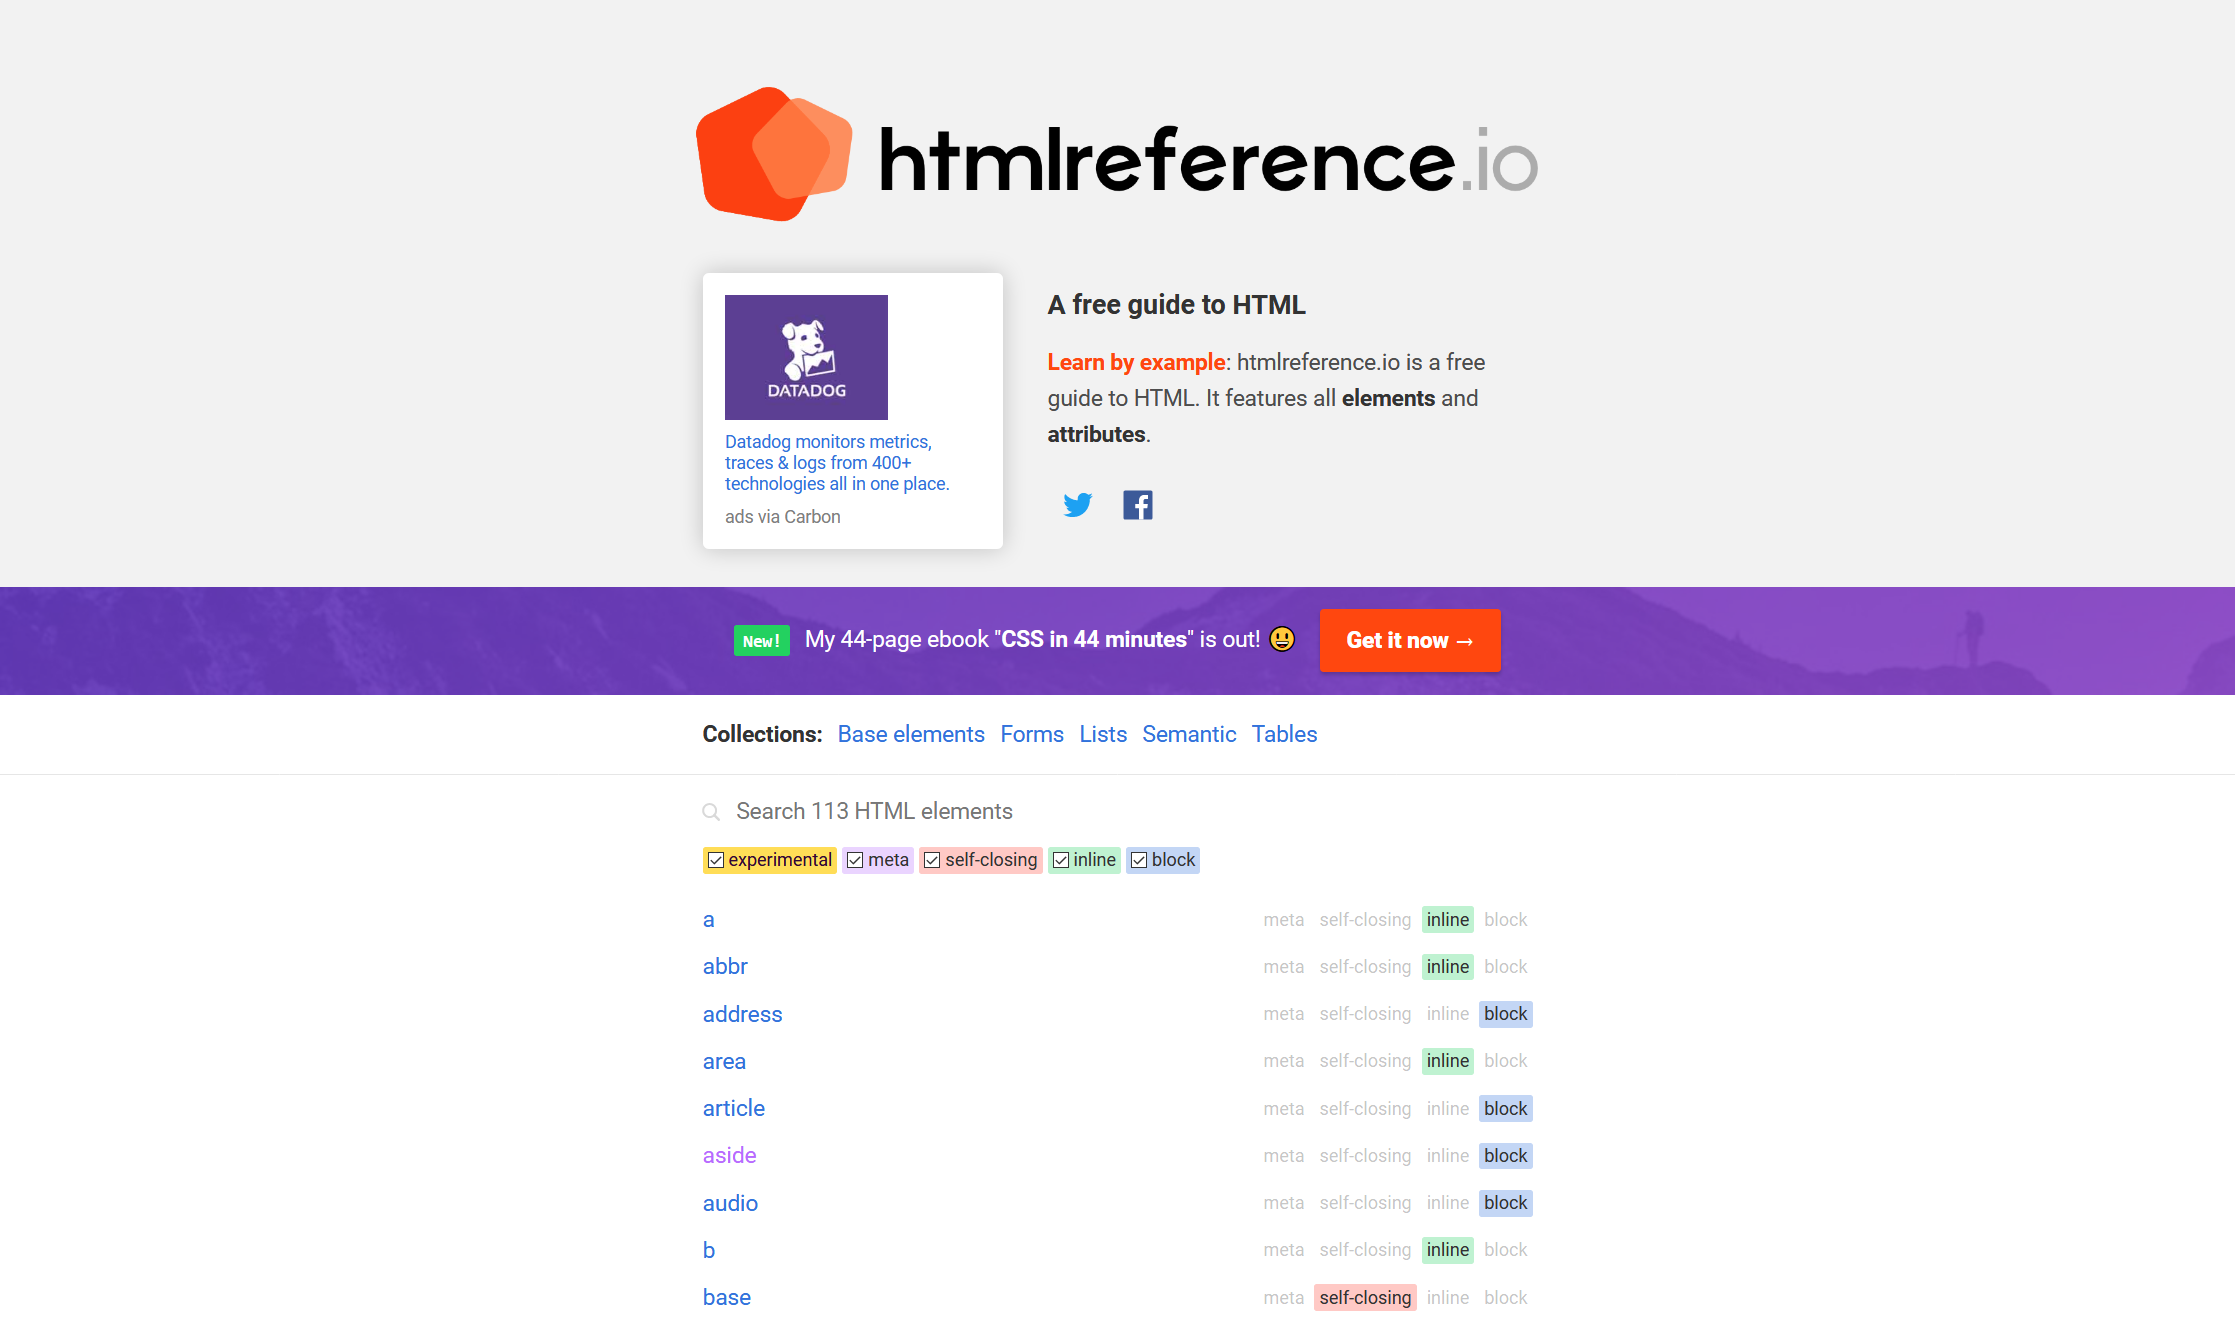 htmlreference.io
DATADOG
Datadog monitors metrics,
traces & logs from 400+
technologies all in one place.
ads via Carbon
A free guide to HTML
Learn by example: htmlreference.io is a free
guide to HTML. It features all elements and
attributes.
New! My 44-page ebook "CSS in 44 minutes" is out! 😃 Get it now →
Collections: Base elements Forms Lists Semantic Tables
Search 113 HTML elements
experimental meta self-closing inline block
a meta self-closing inline block
abbr meta self-closing inline block
address meta self-closing inline block
area meta self-closing inline block
article meta self-closing inline block
aside meta self-closing inline block
audio meta self-closing inline block
b meta self-closing inline block
base meta self-closing inline block